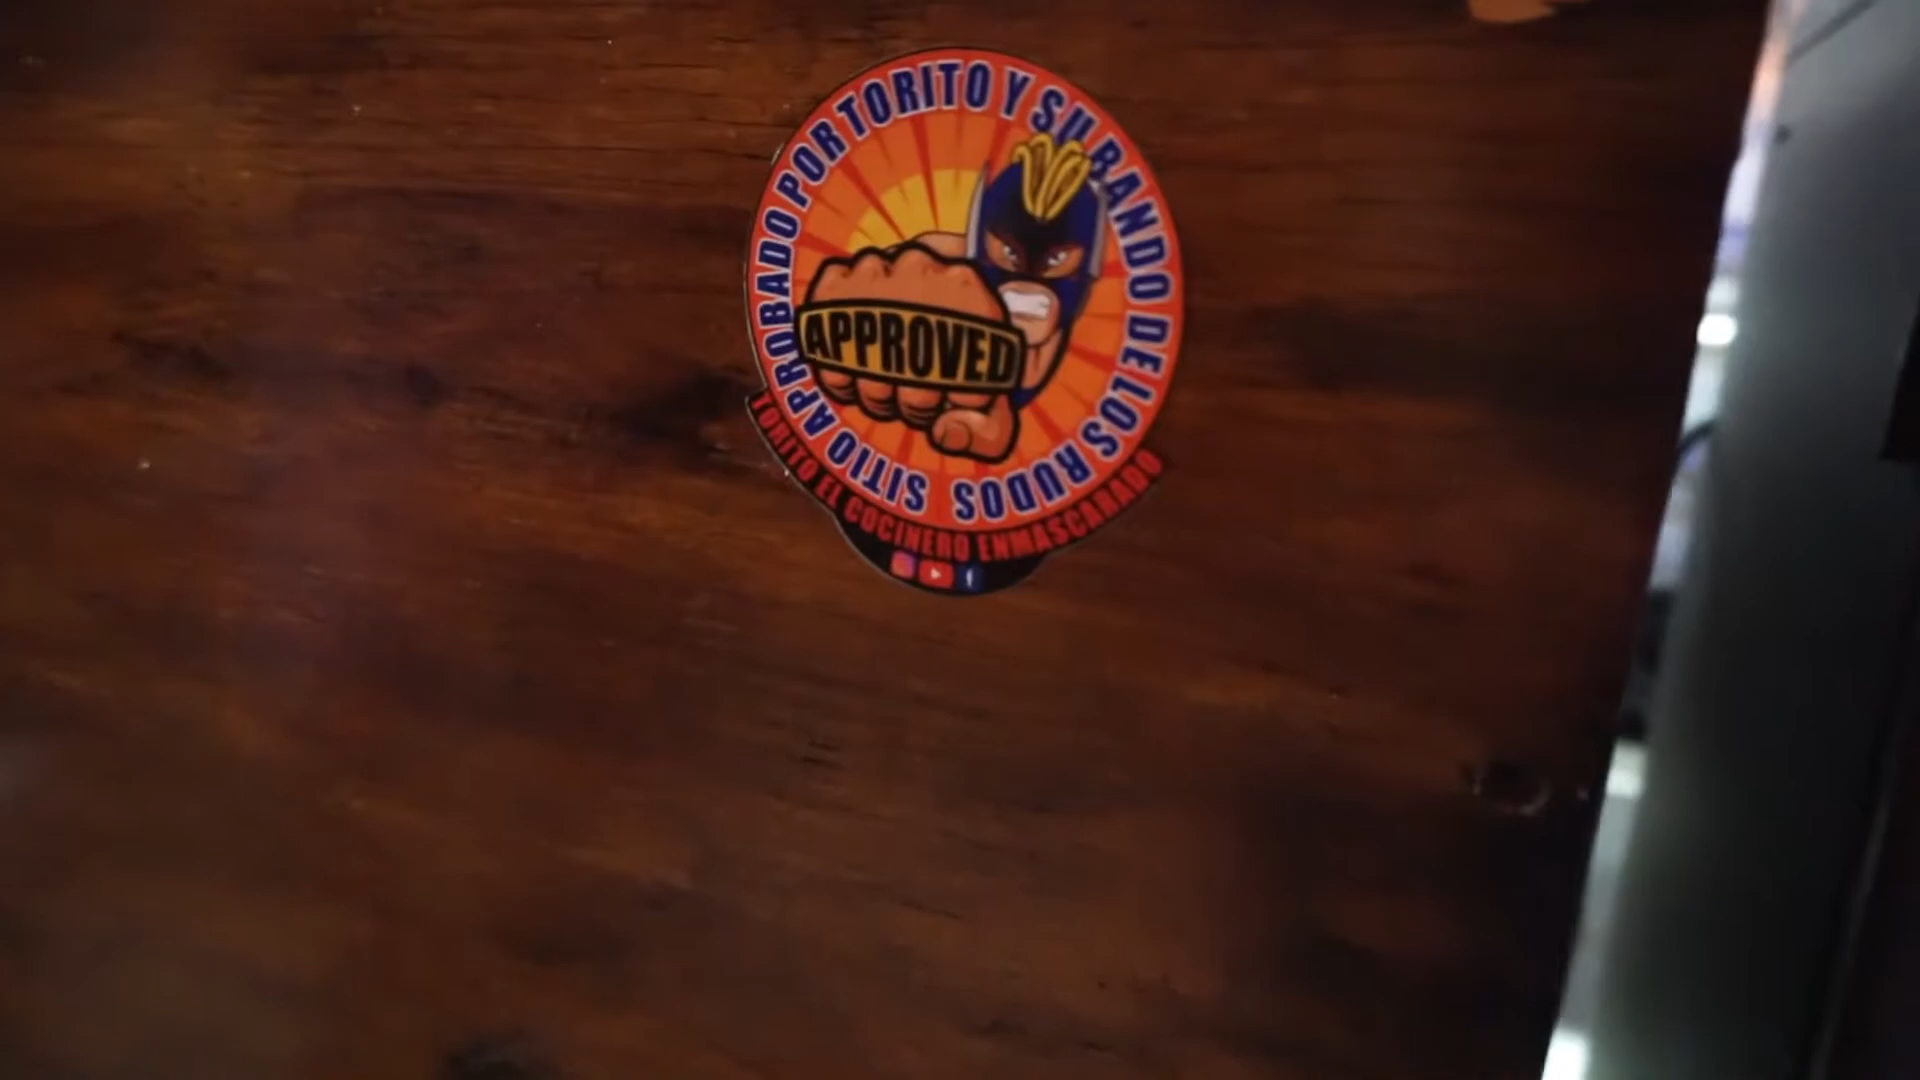 SITIO APROBADO POR TORITO Y SU BANDO DE LOS RUDOS
APPROVED
TORITO EL COCINERO ENMASCARADO